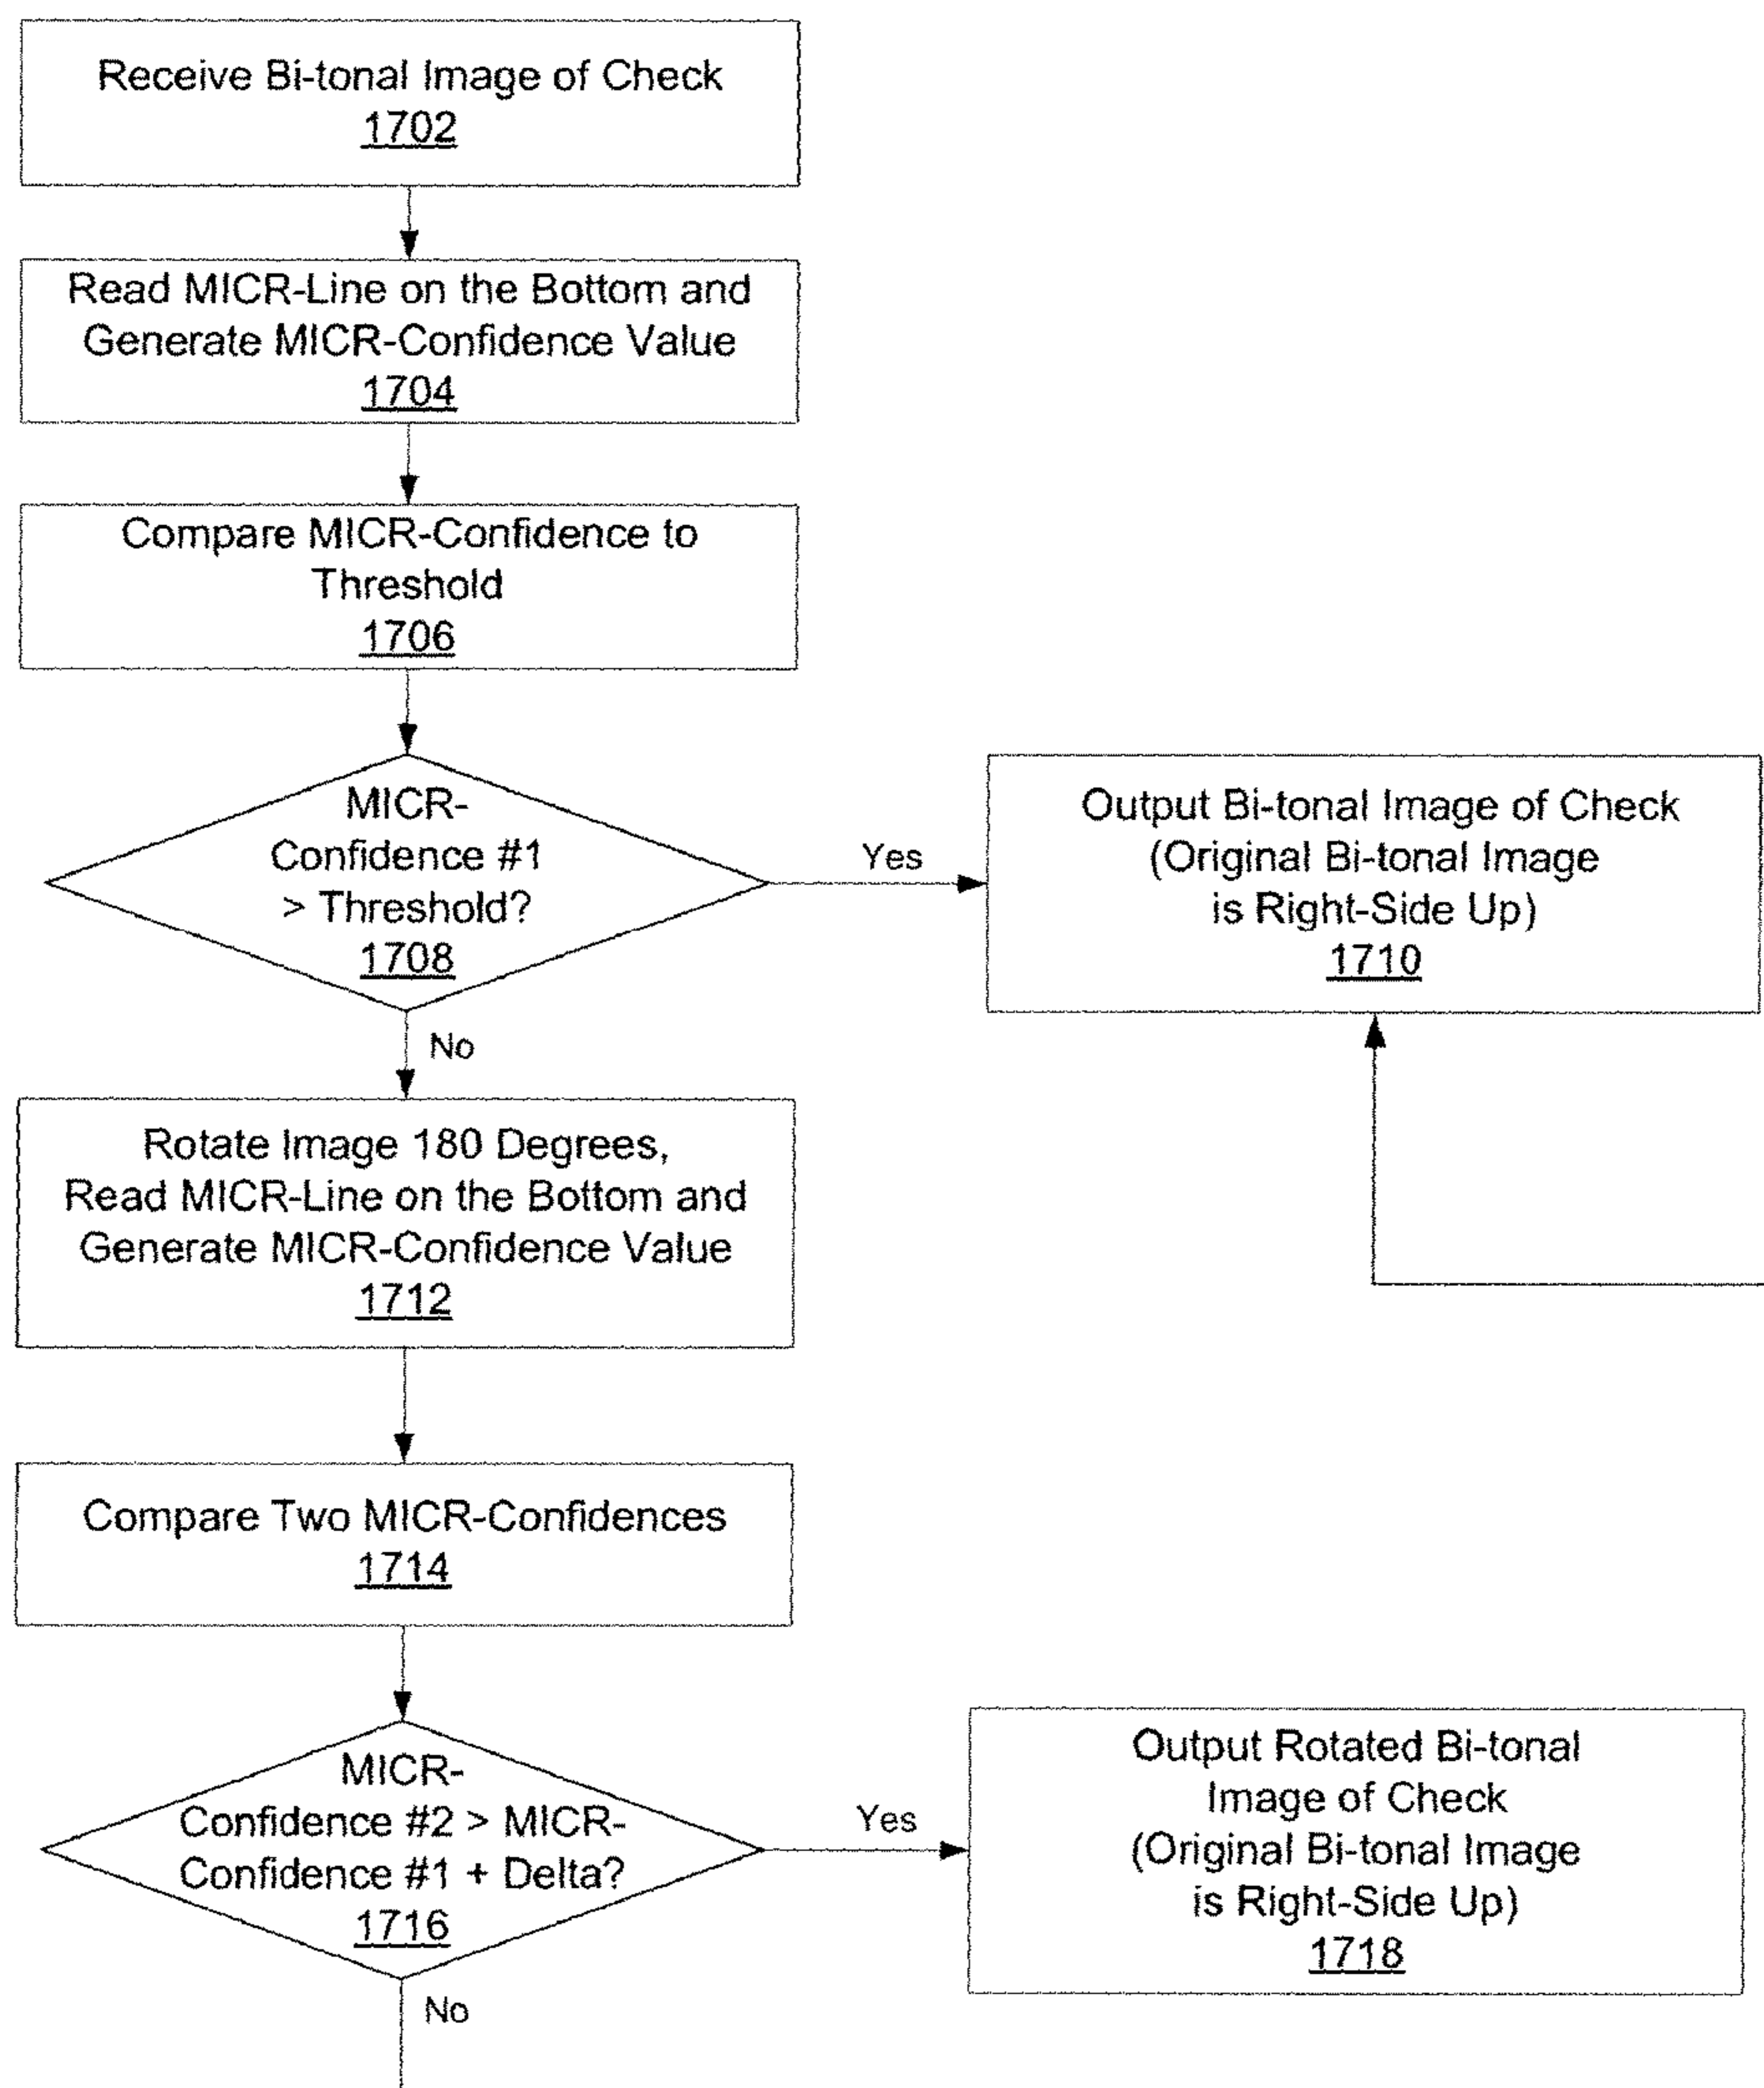 Receive Bi-tonal Image of Check
1702
Read MICR-Line on the Bottom and
Generate MICR-Confidence Value
1704
Compare MICR-Confidence to
Threshold
1706
MICR-
Confidence #1
> Threshold?
1708
Yes
Output Bi-tonal Image of Check
(Original Bi-tonal Image
is Right-Side Up)
1710
No
Rotate Image 180 Degrees,
Read MICR-Line on the Bottom and
Generate MICR-Confidence Value
1712
Compare Two MICR-Confidences
1714
MICR-
Confidence #2 > MICR-
Confidence #1 + Delta?
1716
Yes
Output Rotated Bi-tonal
Image of Check
(Original Bi-tonal Image
is Right-Side Up)
1718
No